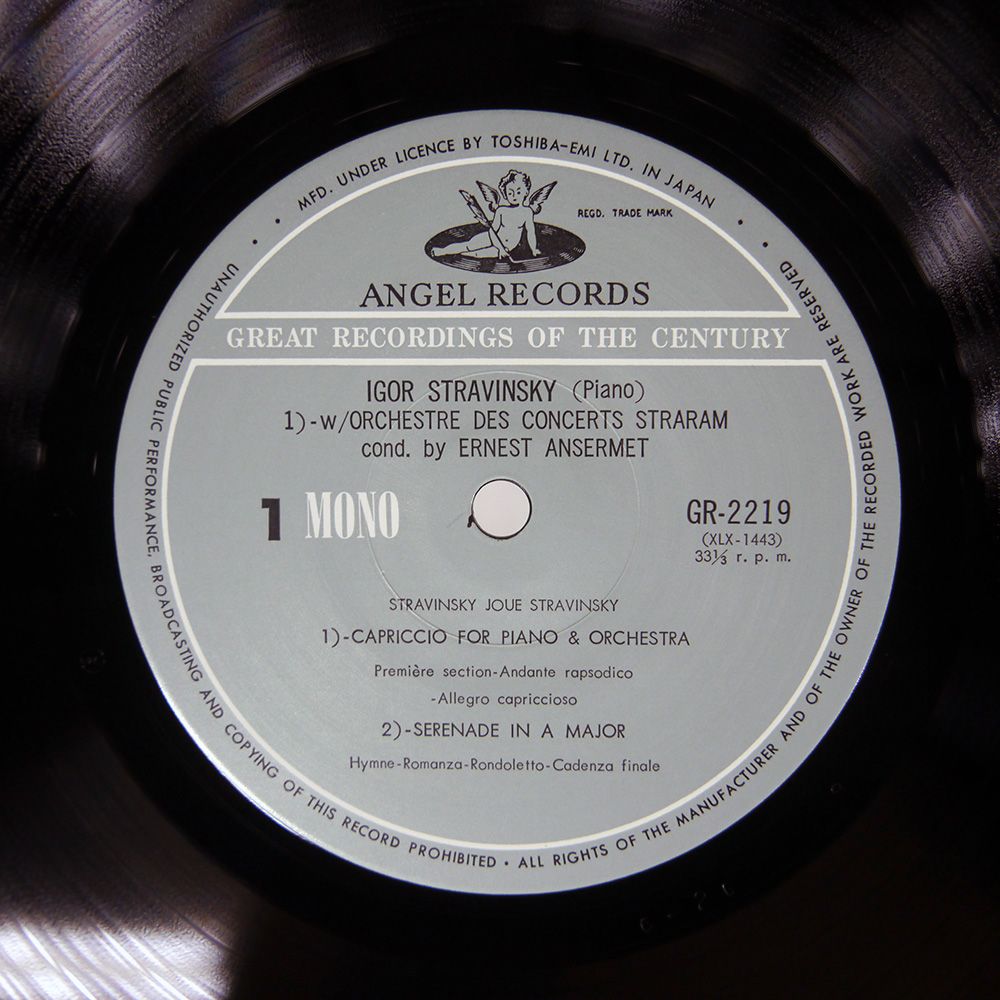 MFD. UNDER LICENCE BY TOSHIBA-EMI LTD. IN JAPAN
REGD. TRADE MARK
ANGEL RECORDS
GREAT RECORDINGS OF THE CENTURY
IGOR STRAVINSKY (Piano)
1)-w/ORCHESTRE DES CONCERTS STRARAM
cond. by ERNEST ANSERMET
1 MONO
GR-2219
(XLX-1443)
33⅓ r. p. m.
STRAVINSKY JOUE STRAVINSKY
1)-CAPRICCIO FOR PIANO & ORCHESTRA
Première section-Andante rapsodico
-Allegro capriccioso
2)-SERENADE IN A MAJOR
Hymne-Romanza-Rondoletto-Cadenza finale
UNAUTHORIZED PUBLIC PERFORMANCE, BROADCASTING AND COPYING OF THIS RECORD PROHIBITED • ALL RIGHTS OF THE MANUFACTURER AND OF THE OWNER OF THE RECORDED WORK ARE RESERVED